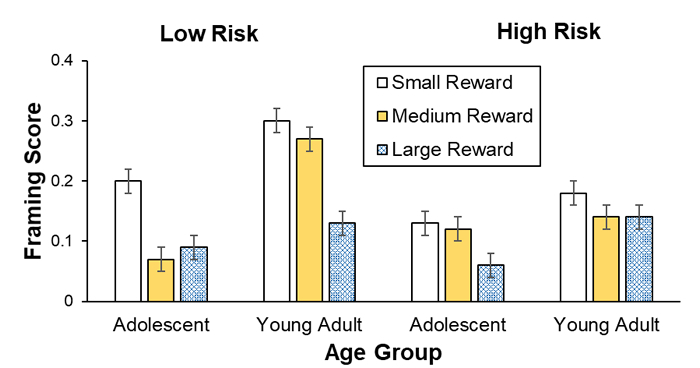 Low Risk
High Risk
Small Reward
Medium Reward
Large Reward
Framing Score
0.4
0.3
0.2
0.1
0
Adolescent
Young Adult
Adolescent
Young Adult
Age Group